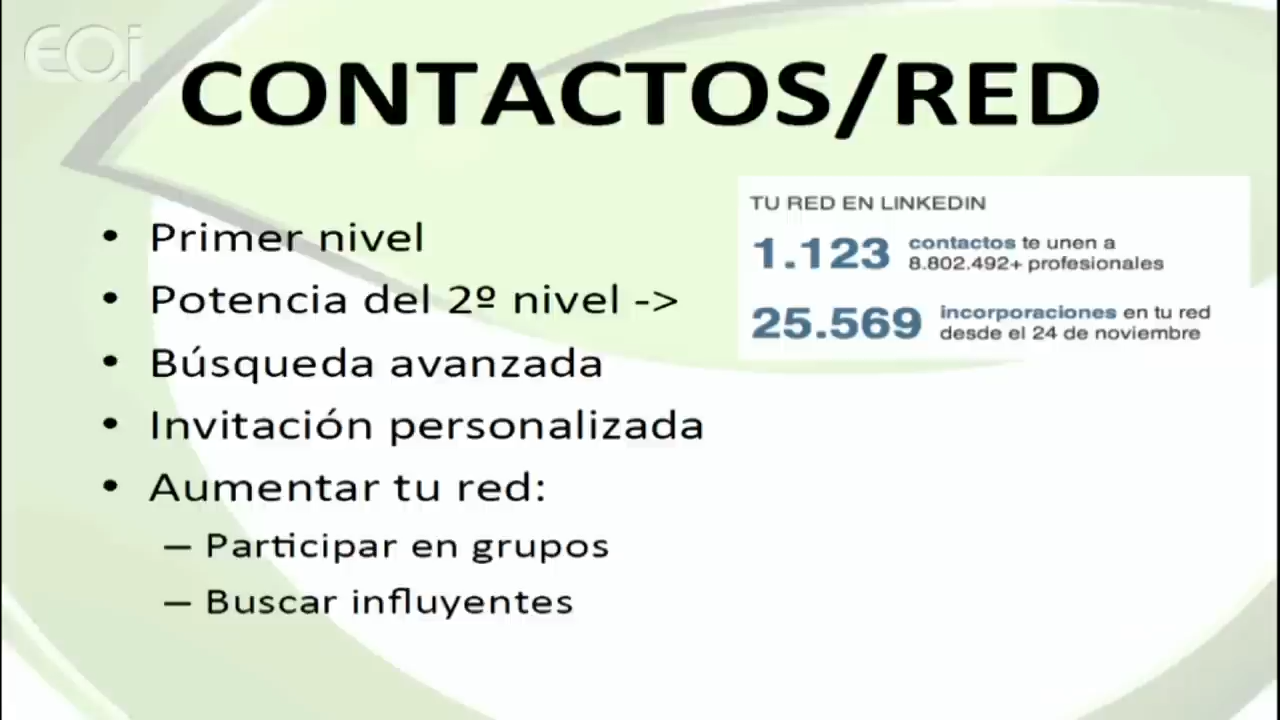 EOi
CONTACTOS/RED
• Primer nivel
• Potencia del 2º nivel ->
• Búsqueda avanzada
• Invitación personalizada
• Aumentar tu red:
– Participar en grupos
– Buscar influyentes
TU RED EN LINKEDIN
1.123 contactos te unen a
8.802.492+ profesionales
25.569 incorporaciones en tu red
desde el 24 de noviembre